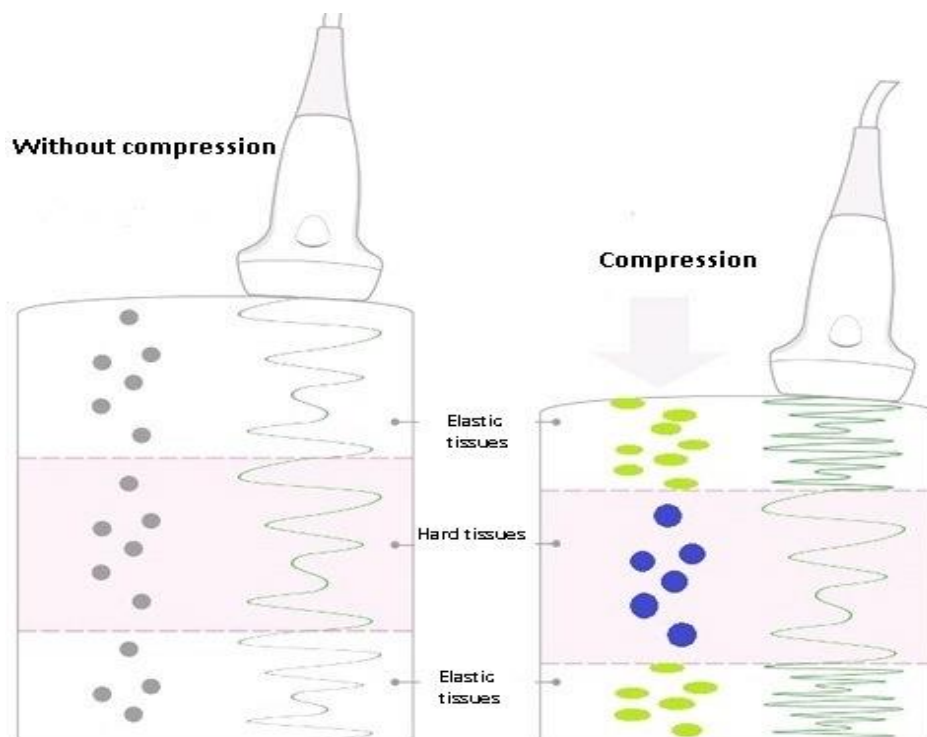 Without compression
Compression
Elastic
tissues
Hard tissues
Elastic
tissues